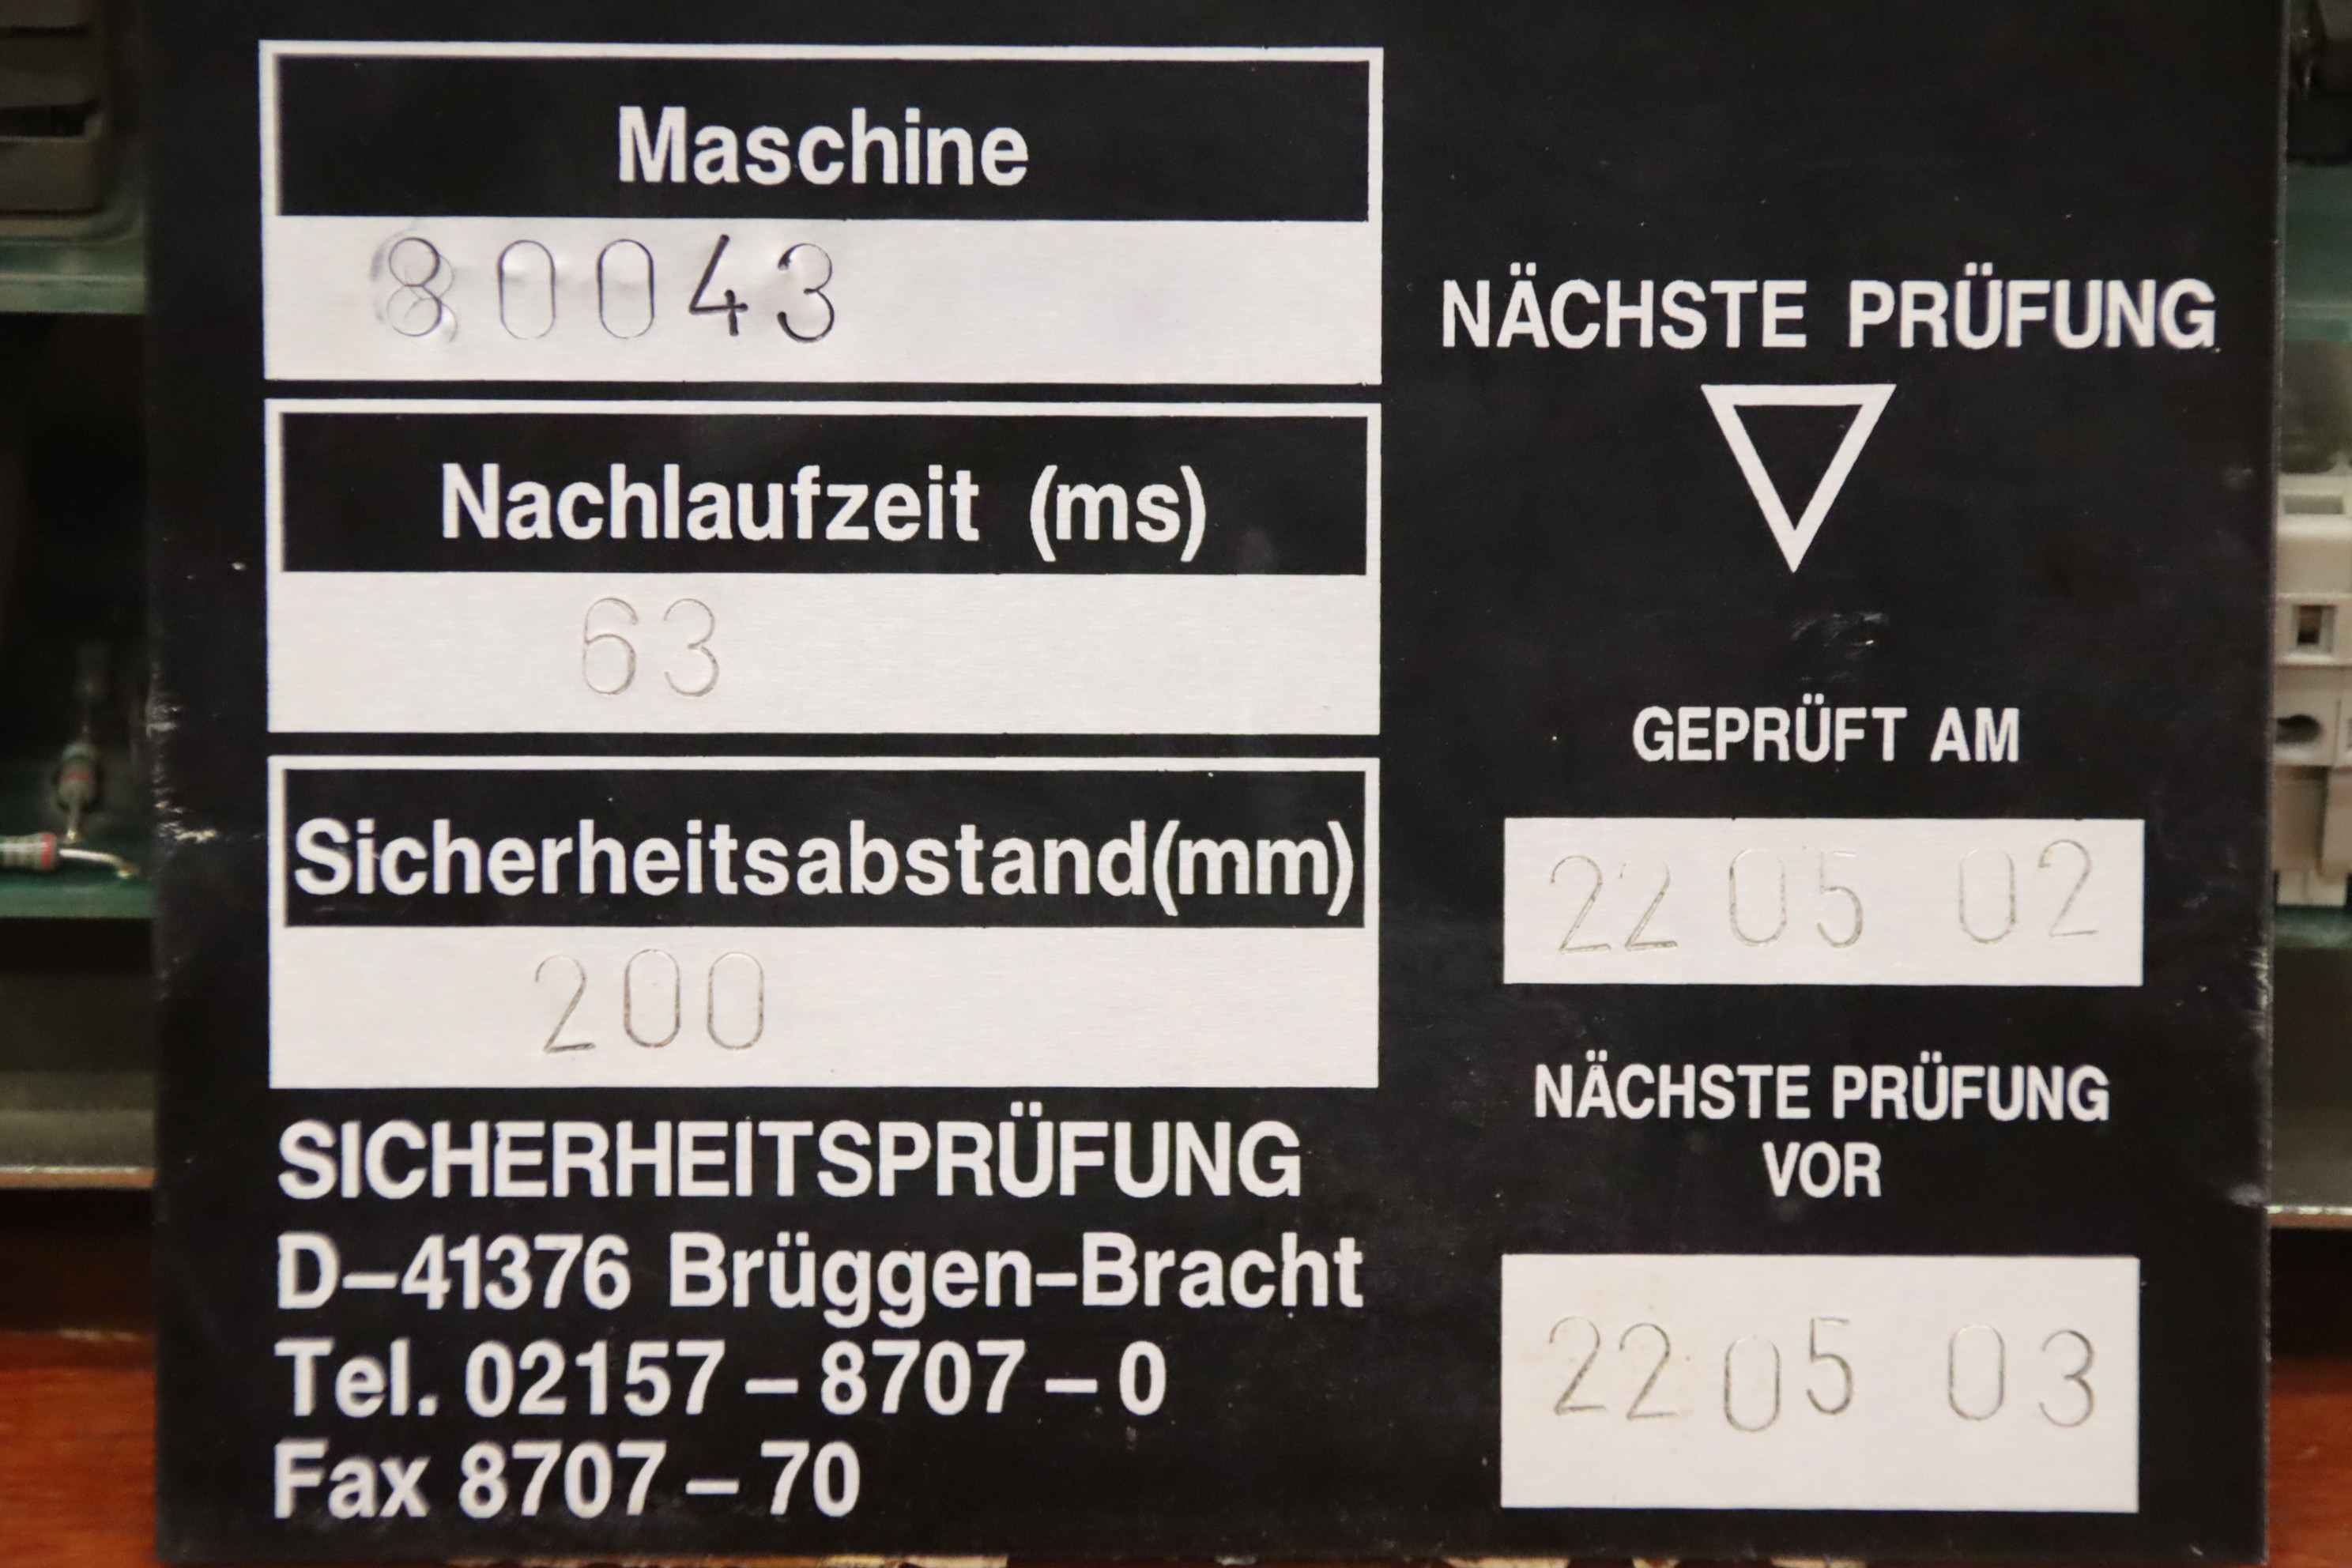 Maschine
80043
Nachlaufzeit (ms)
63
Sicherheitsabstand(mm)
200
SICHERHEITSPRÜFUNG
D–41376 Brüggen–Bracht
Tel. 02157 – 8707 – 0
Fax 8707 – 70
NÄCHSTE PRÜFUNG
GEPRÜFT AM
22 05 02
NÄCHSTE PRÜFUNG
VOR
22 05 03